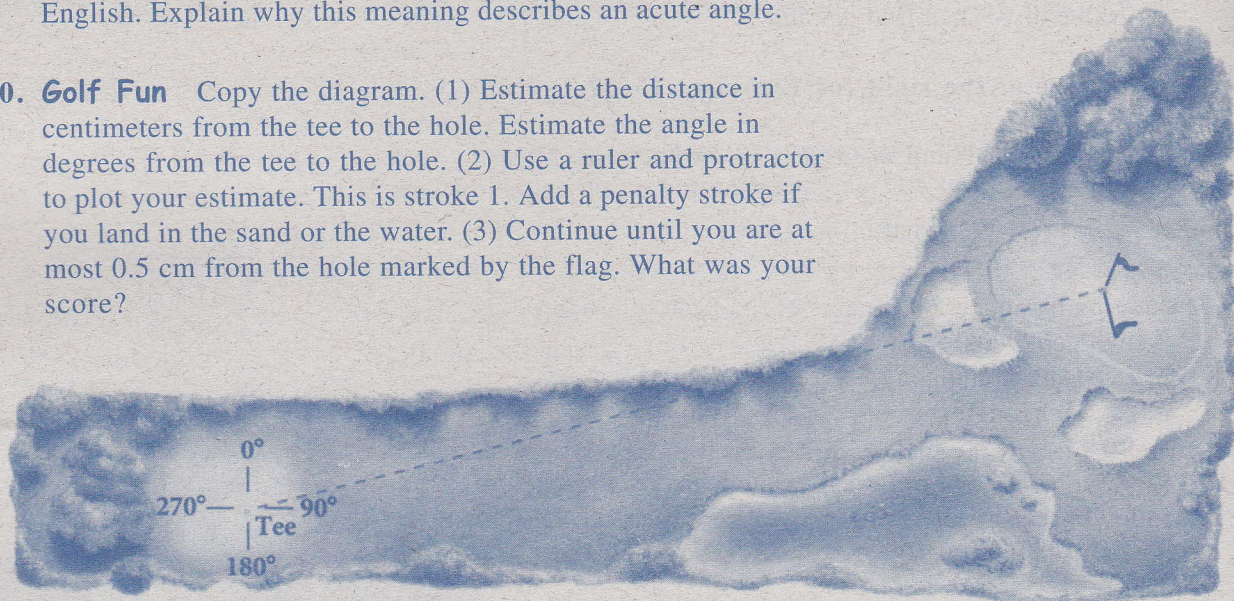 English. Explain why this meaning describes an acute angle.
0. Golf Fun Copy the diagram. (1) Estimate the distance in
centimeters from the tee to the hole. Estimate the angle in
degrees from the tee to the hole. (2) Use a ruler and protractor
to plot your estimate. This is stroke 1. Add a penalty stroke if
you land in the sand or the water. (3) Continue until you are at
most 0.5 cm from the hole marked by the flag. What was your
score?
0°
270° 90°
Tee
180°